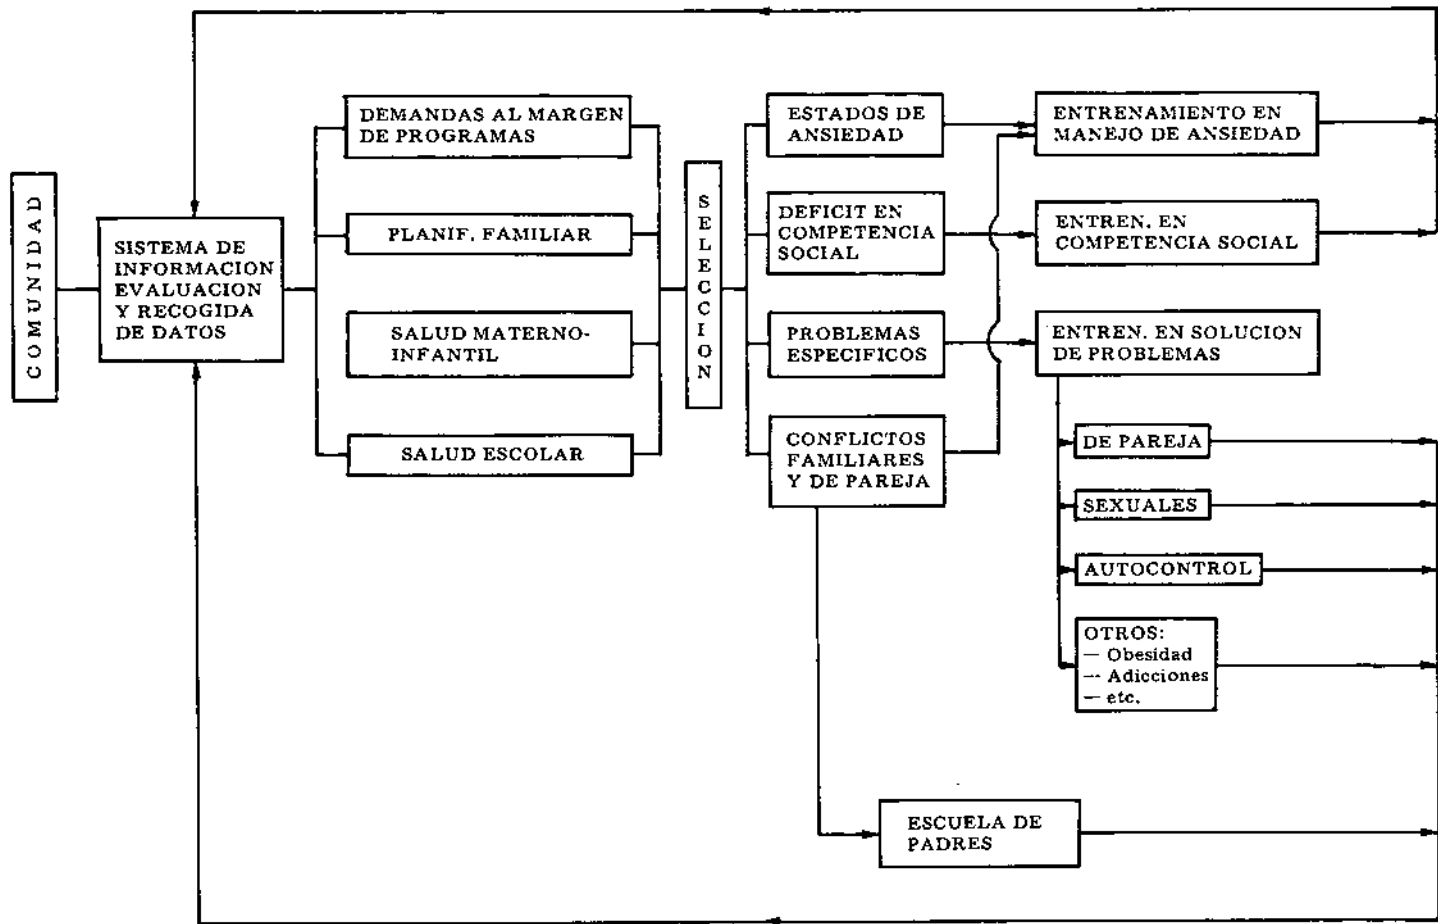 COMUNIDAD
SISTEMA DE
INFORMACION
EVALUACION
Y RECOGIDA
DE DATOS
DEMANDAS AL MARGEN
DE PROGRAMAS
PLANIF. FAMILIAR
SALUD MATERNO-
INFANTIL
SALUD ESCOLAR
SELECCION
ESTADOS DE
ANSIEDAD
DEFICIT EN
COMPETENCIA
SOCIAL
PROBLEMAS
ESPECIFICOS
CONFLICTOS
FAMILIARES
Y DE PAREJA
ENTRENAMIENTO EN
MANEJO DE ANSIEDAD
ENTREN. EN
COMPETENCIA SOCIAL
ENTREN. EN SOLUCION
DE PROBLEMAS
DE PAREJA
SEXUALES
AUTOCONTROL
OTROS:
— Obesidad
— Adicciones
— etc.
ESCUELA DE
PADRES